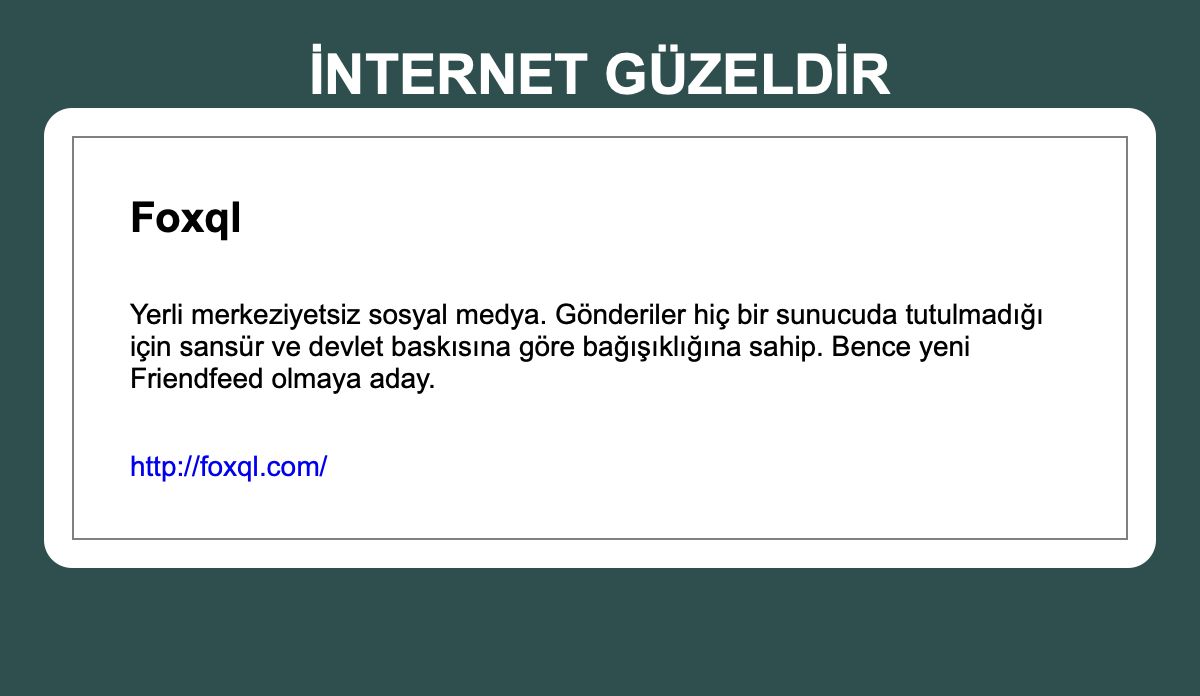 İNTERNET GÜZELDİR
Foxql
Yerli merkeziyetsiz sosyal medya. Gönderiler hiç bir sunucuda tutulmadığı
için sansür ve devlet baskısına göre bağışıklığına sahip. Bence yeni
Friendfeed olmaya aday.
http://foxql.com/